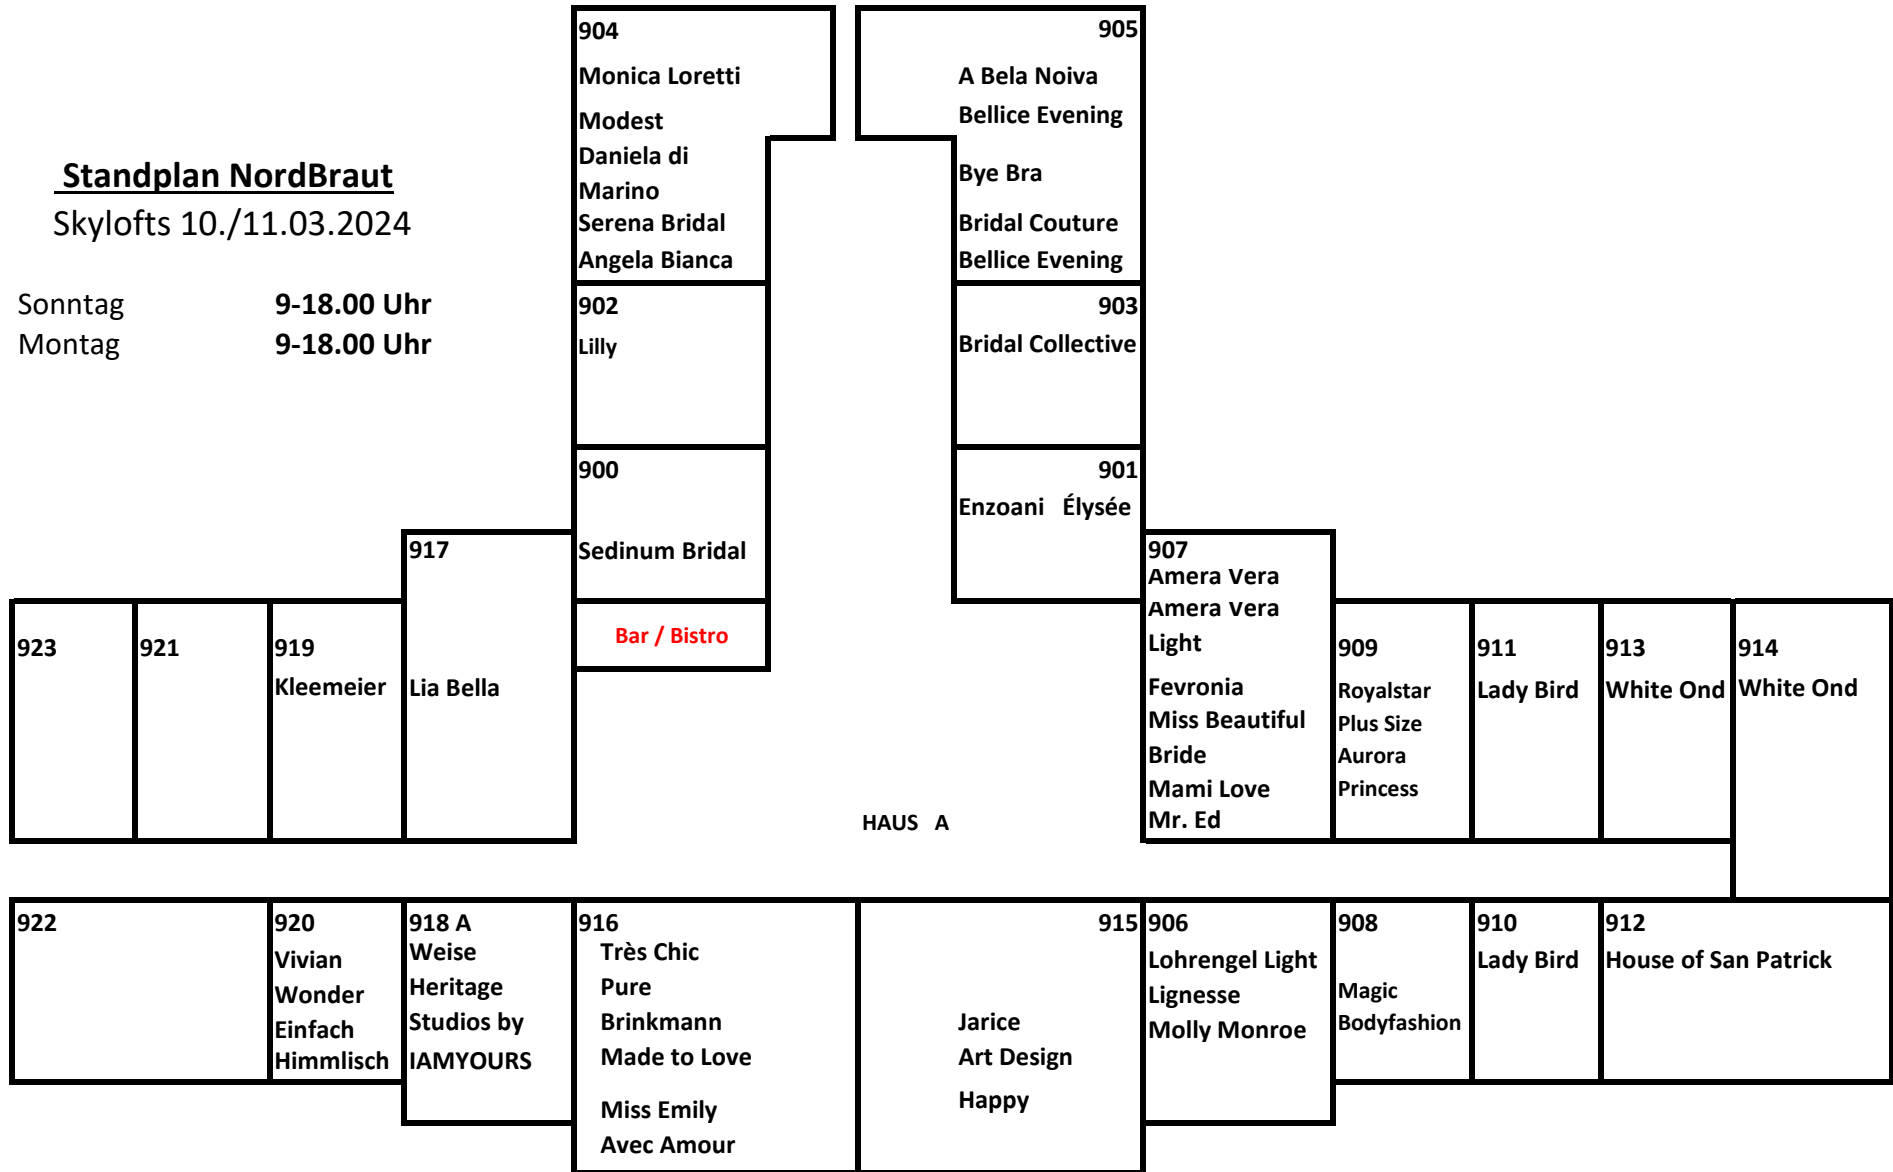 Standplan NordBraut
Skylofts 10./11.03.2024
Sonntag 9-18.00 Uhr
Montag 9-18.00 Uhr
904
Monica Loretti
Modest
Daniela di
Marino
Serena Bridal
Angela Bianca
905
A Bela Noiva
Bellice Evening
Bye Bra
Bridal Couture
Bellice Evening
902
Lilly
903
Bridal Collective
900
Sedinum Bridal
901
Enzoani Élysée
Bar / Bistro
923
921
919
Kleemeier
917
Lia Bella
907
Amera Vera
Amera Vera
Light
Fevronia
Miss Beautiful
Bride
Mami Love
Mr. Ed
909
Royalstar
Plus Size
Aurora
Princess
911
Lady Bird
913
White Ond
914
White Ond
HAUS A
922
920
Vivian
Wonder
Einfach
Himmlisch
918 A
Weise
Heritage
Studios by
IAMYOURS
916
Très Chic
Pure
Brinkmann
Made to Love
Miss Emily
Avec Amour
915
Jarice
Art Design
Happy
906
Lohrengel Light
Lignesse
Molly Monroe
908
Magic
Bodyfashion
910
Lady Bird
912
House of San Patrick